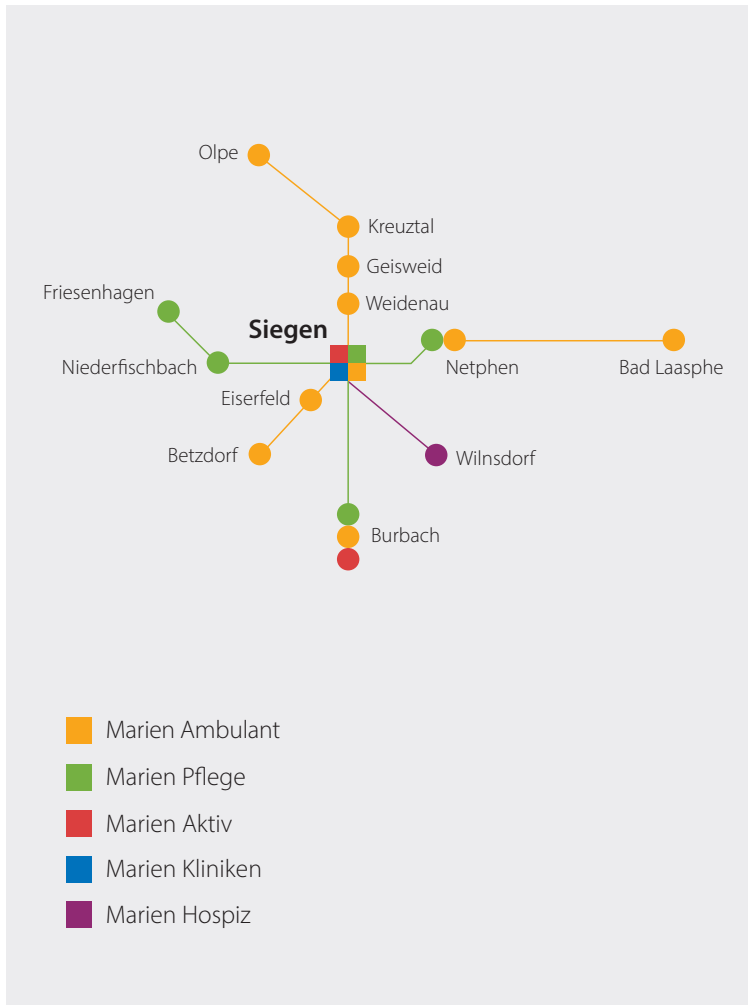 Olpe
Kreuztal
Geisweid
Friesenhagen
Weidenau
Siegen
Niederfischbach
Netphen
Bad Laasphe
Eiserfeld
Betzdorf
Wilnsdorf
Burbach
Marien Ambulant
Marien Pflege
Marien Aktiv
Marien Kliniken
Marien Hospiz